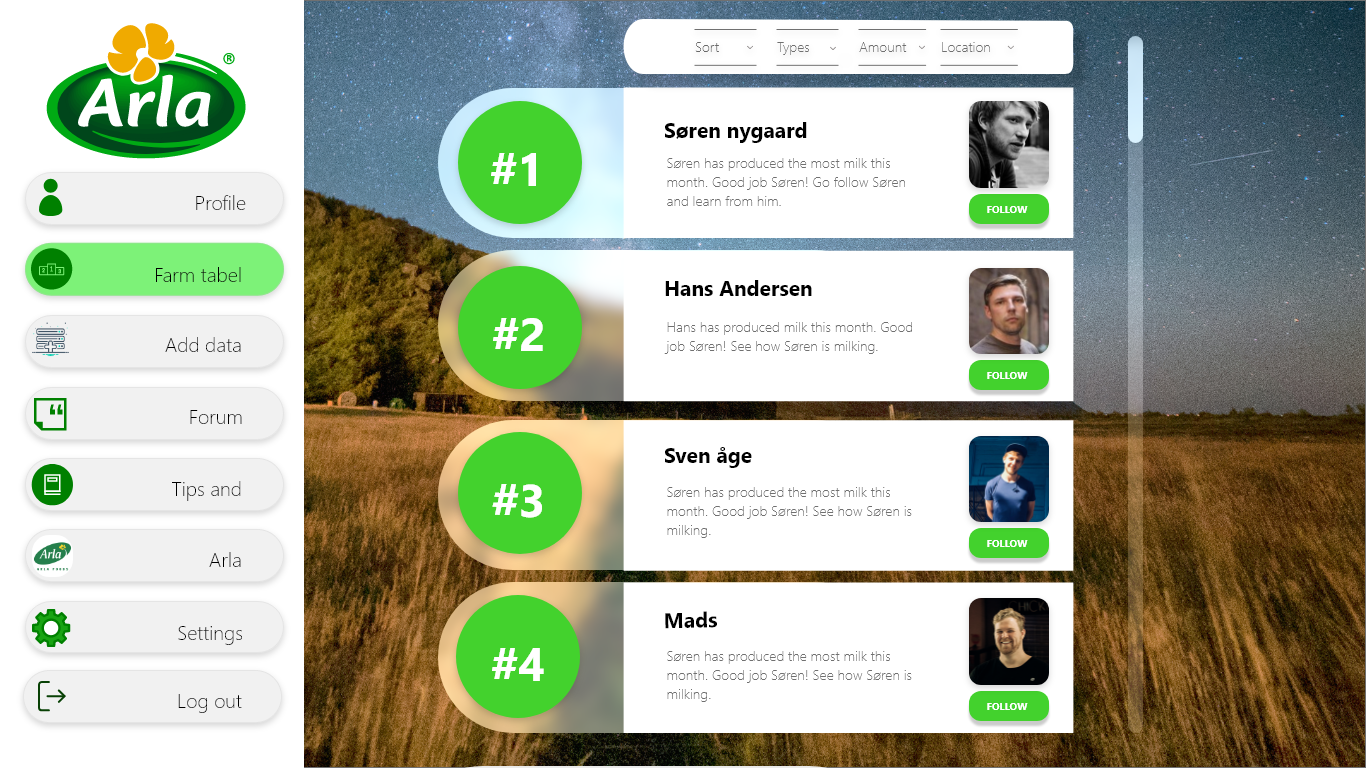 Arla®
Profile
Farm tabel
Add data
Forum
Tips and
Arla
Settings
Log out
Sort
Types
Amount
Location
#1
Søren nygaard
Søren has produced the most milk this
month. Good job Søren! Go follow Søren
and learn from him.
FOLLOW
#2
Hans Andersen
Hans has produced milk this month. Good
job Søren! See how Søren is milking.
FOLLOW
#3
Sven åge
Søren has produced the most milk this
month. Good job Søren! See how Søren is
milking.
FOLLOW
#4
Mads
Søren has produced the most milk this
month. Good job Søren! See how Søren is
milking.
FOLLOW